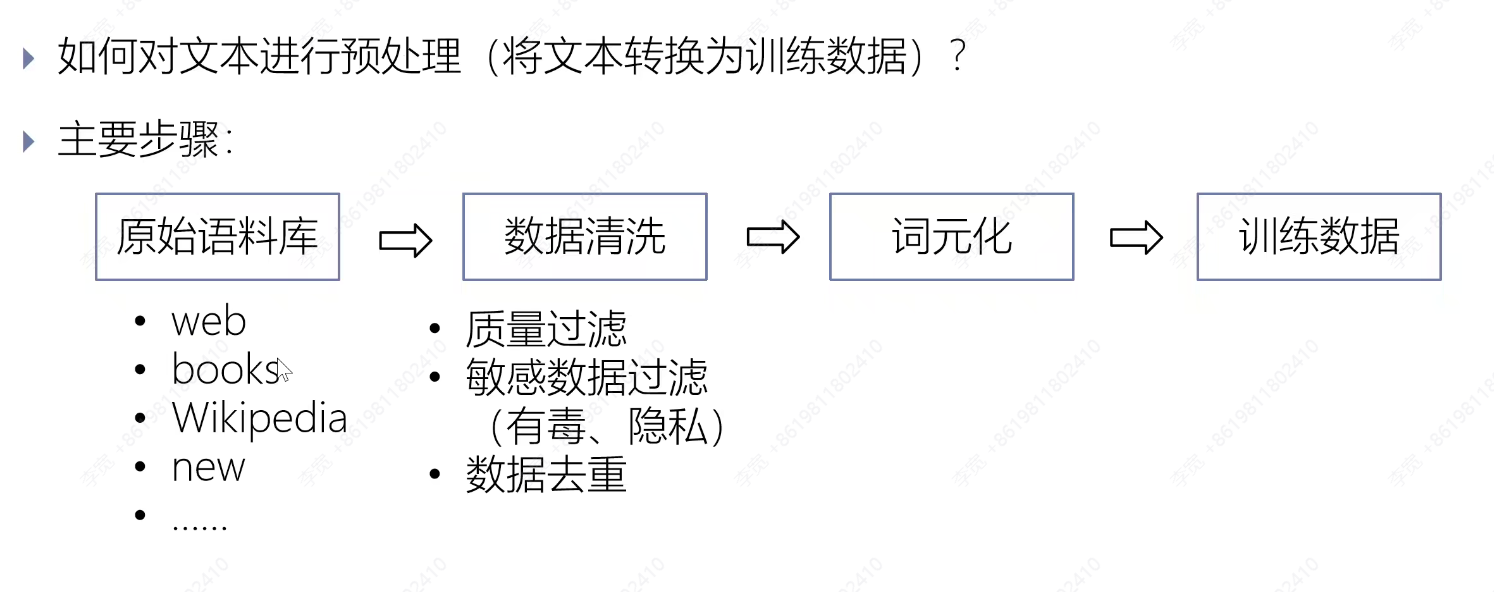 如何对文本进行预处理（将文本转换为训练数据）？
主要步骤：
原始语料库
数据清洗
词元化
训练数据
• web
• books
• Wikipedia
• new
• ……
• 质量过滤
• 敏感数据过滤
（有毒、隐私）
• 数据去重